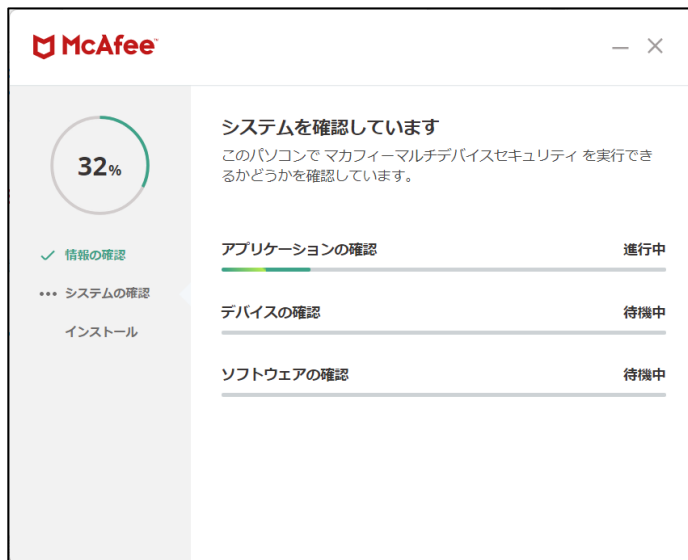 McAfee™
32%
情報の確認
システムの確認
インストール
システムを確認しています
このパソコンで マカフィーマルチデバイスセキュリティ を実行でき
るかどうかを確認しています。
アプリケーションの確認 進行中
デバイスの確認 待機中
ソフトウェアの確認 待機中